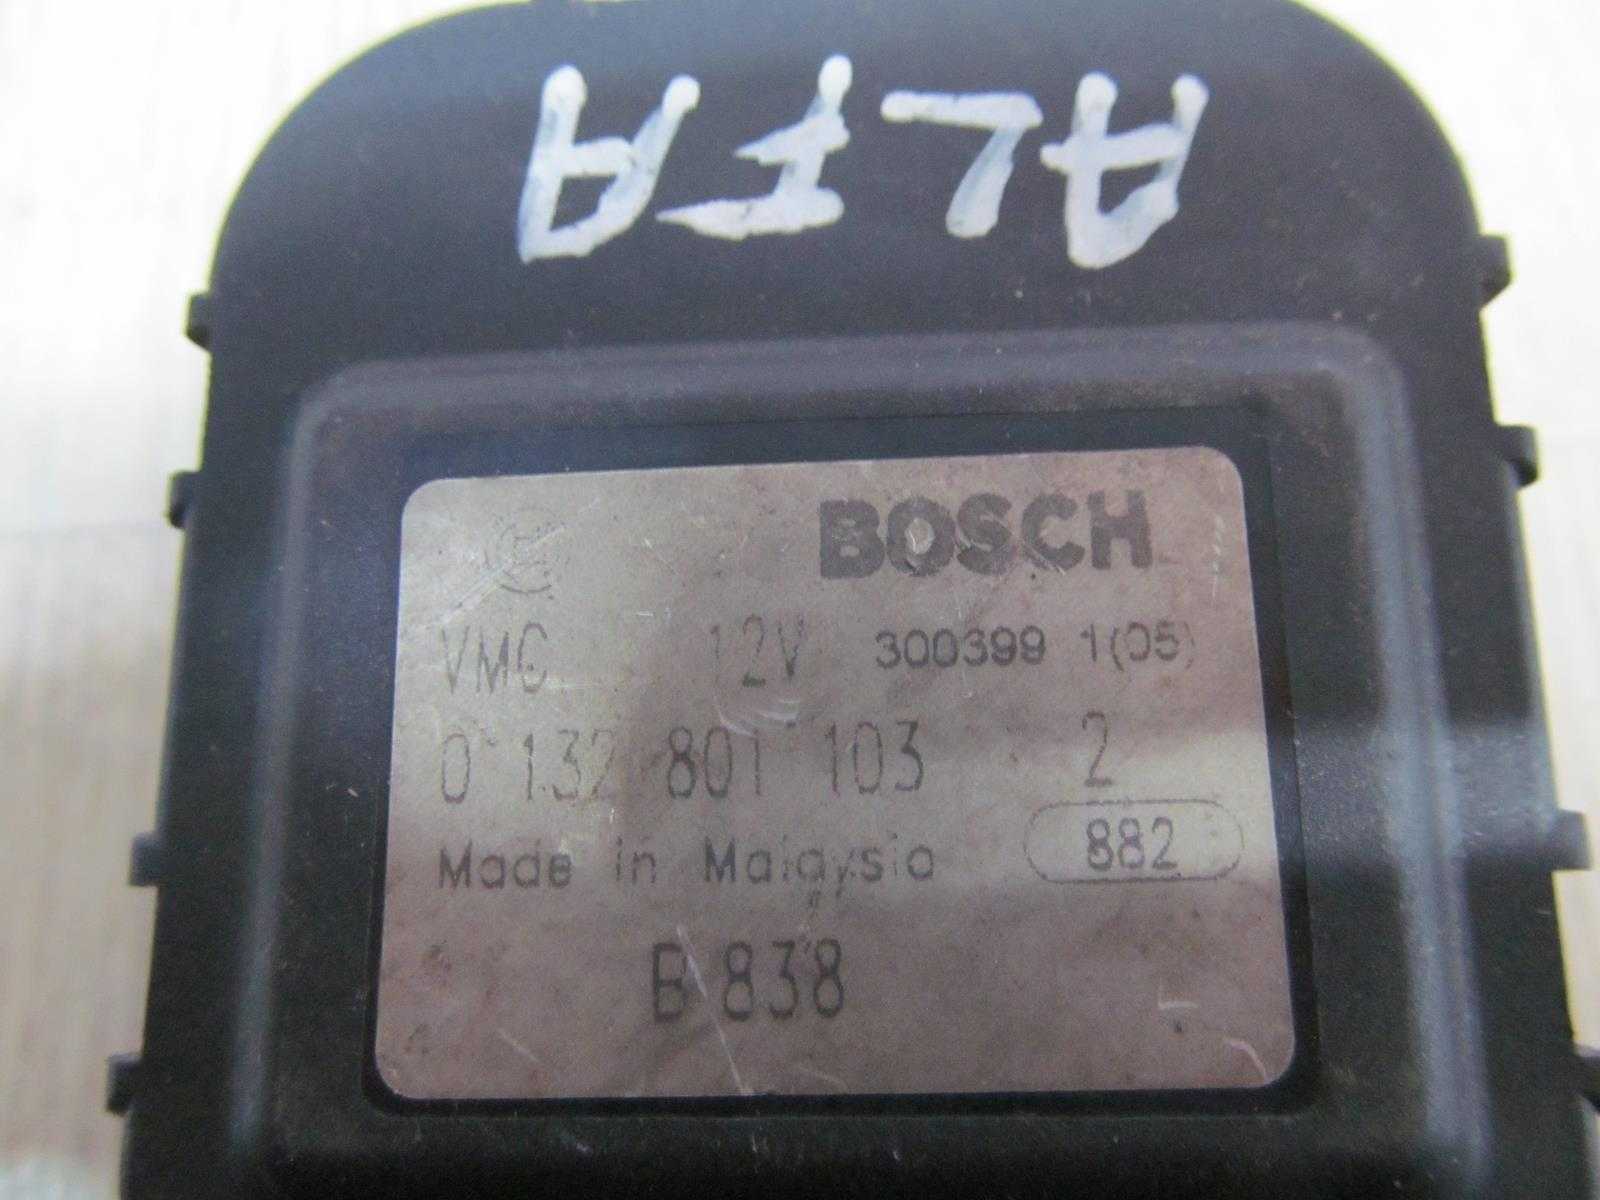 ALFA
BOSCH
VMC 12V 300399 1(05)
0 132 801 103 2
Made in Malaysia 882
B 838